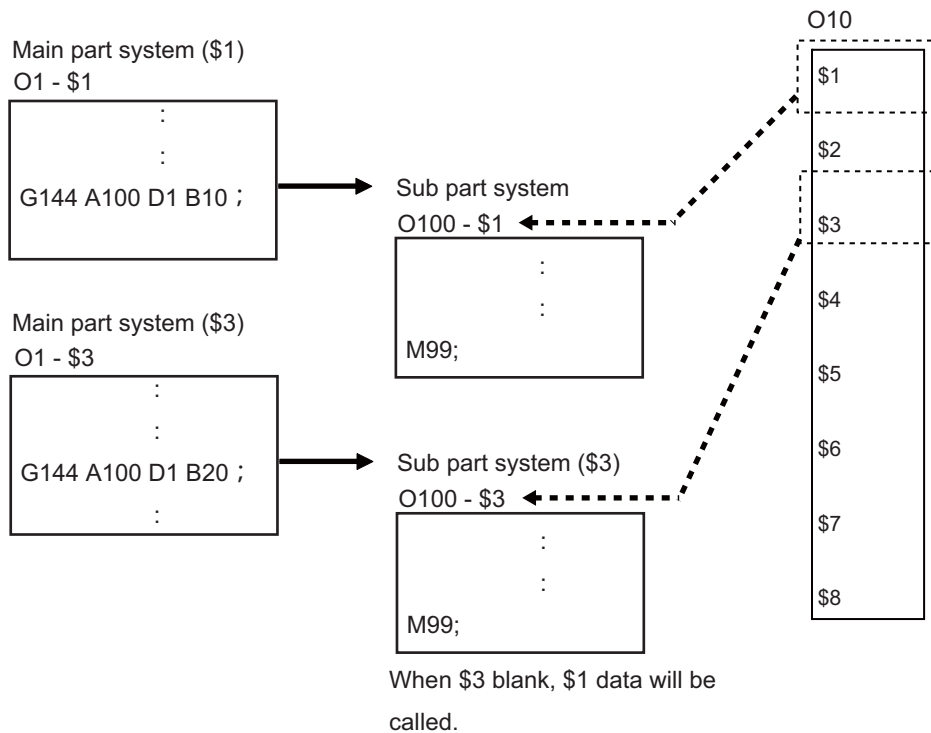 Main part system ($1)
O1 - $1
:
:
G144 A100 D1 B10 ;
Sub part system
O100 - $1
:
:
M99;
Main part system ($3)
O1 - $3
:
:
G144 A100 D1 B20 ;
:
Sub part system ($3)
O100 - $3
:
:
M99;
When $3 blank, $1 data will be
called.
O10
$1
$2
$3
$4
$5
$6
$7
$8